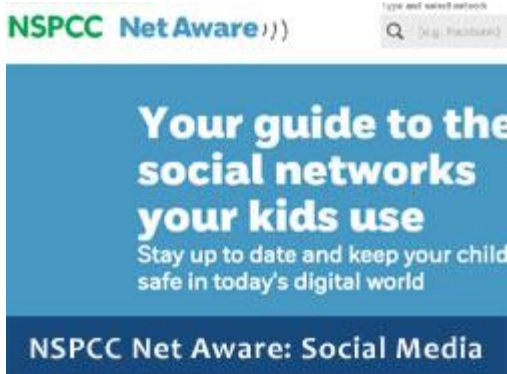 Type and select network
NSPCC Net Aware
(e.g. Facebook)
Your guide to the
social networks
your kids use
Stay up to date and keep your child
safe in today's digital world
NSPCC Net Aware: Social Media